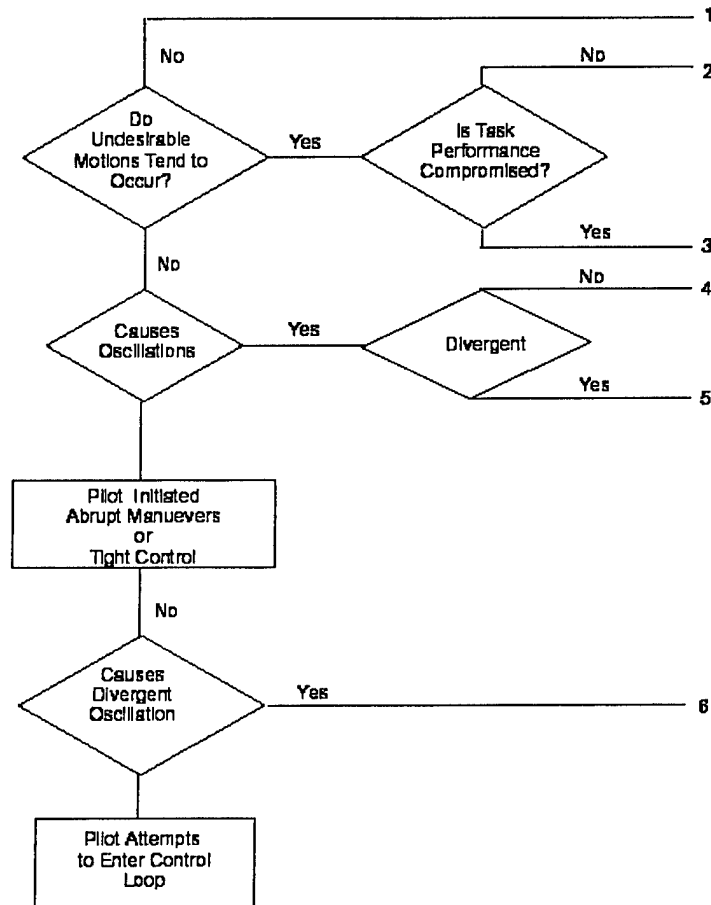 1
No
No
2
Do
Undesirable
Motions Tend to
Occur?
Yes
Is Task
Performance
Compromised?
Yes
3
No
No
4
Causes
Oscillations
Yes
Divergent
Yes
5
Pilot Initiated
Abrupt Manuevers
or
Tight Control
No
Causes
Divergent
Oscillation
Yes
6
Pilot Attempts
to Enter Control
Loop